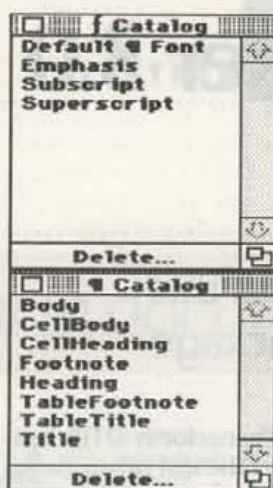 f Catalog
Default ¶ Font
Emphasis
Subscript
Superscript
Delete...
¶ Catalog
Body
CellBody
CellHeading
Footnote
Heading
TableFootnote
TableTitle
Title
Delete...